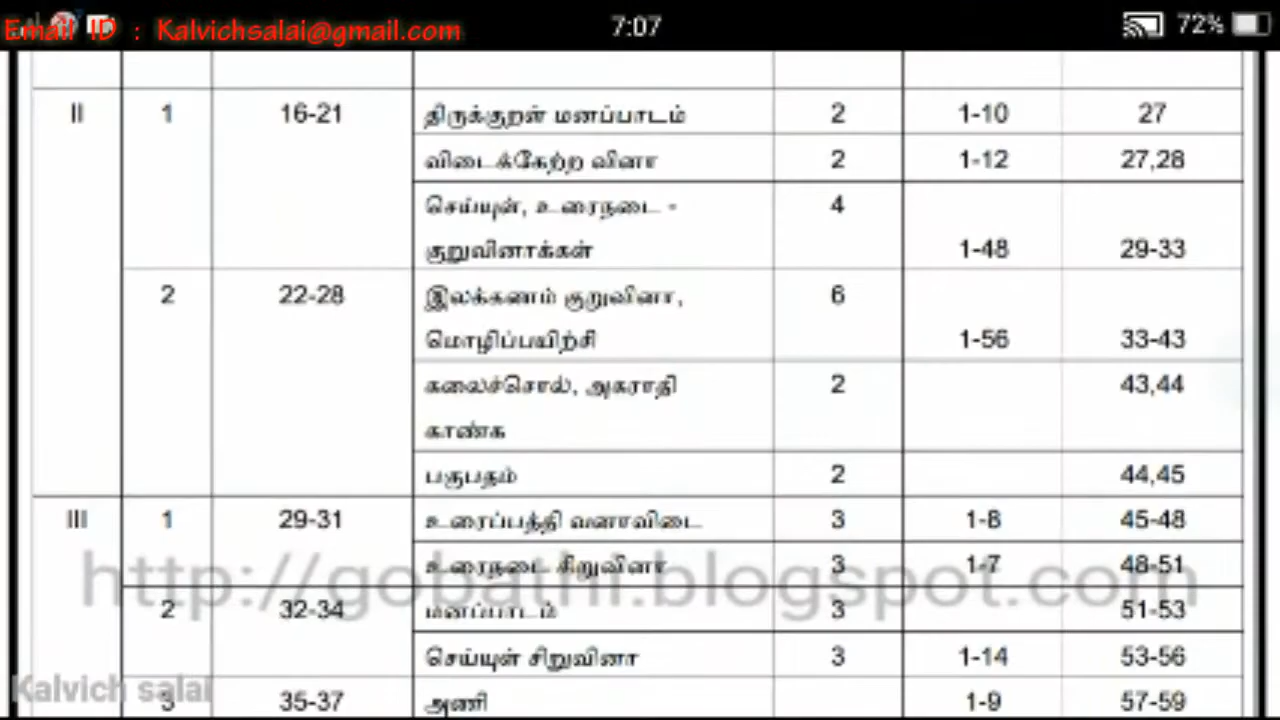 Email ID : Kalvichsalai@gmail.com 7:07 72%
II 1 16-21 திருக்குறள் மனப்பாடம் 2 1-10 27
விடைக்கேற்ற வினா 2 1-12 27,28
செய்யுள், உரைநடை - 4
குறுவினாக்கள் 1-48 29-33
2 22-28 இலக்கணம் குறுவினா, 6
மொழிப்பயிற்சி 1-56 33-43
கலைச்சொல், அகராதி 2 43,44
காண்க
பகுபதம் 2 44,45
III 1 29-31 உரைப்பத்தி வனாவிடை 3 1-8 45-48
உரைநடை சிறுவினா 3 1-7 48-51
http://gobathi.blogspot.com
2 32-34 மனப்பாடம் 3 51-53
செய்யுள் சிறுவினா 3 1-14 53-56
Kalvich salai
3 35-37 அணி 1-9 57-59